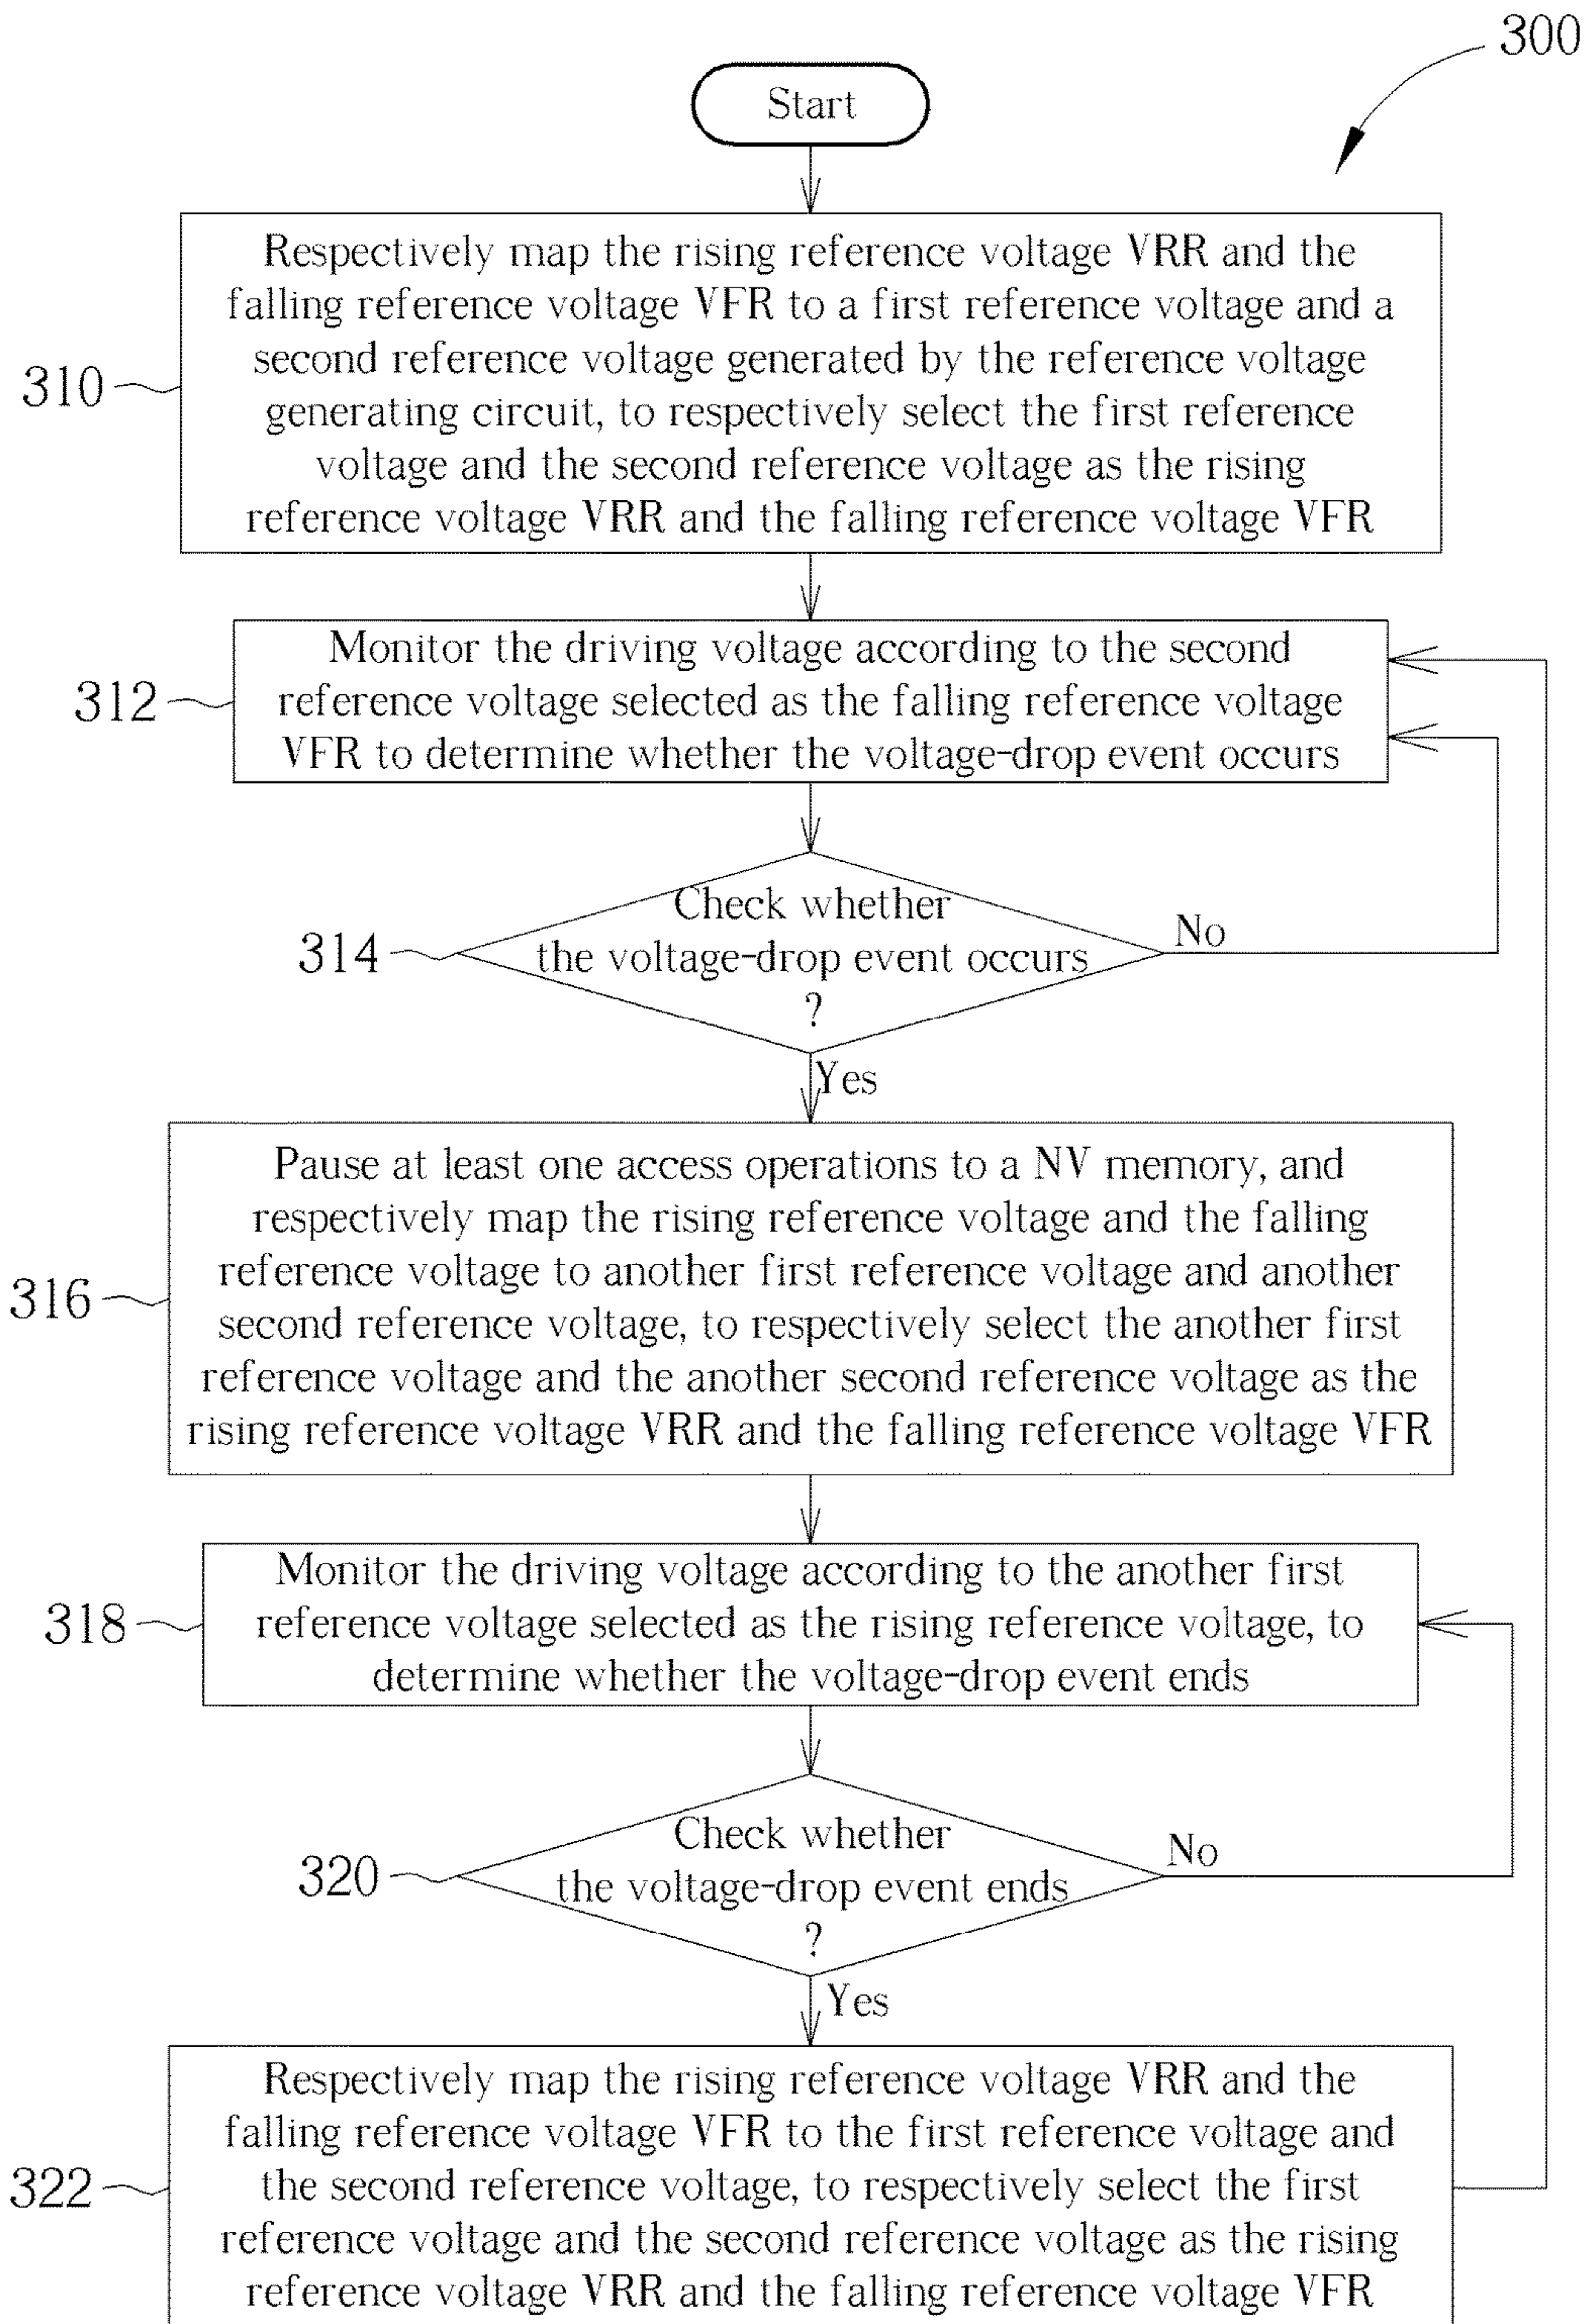 300
Start
310
Respectively map the rising reference voltage VRR and the
falling reference voltage VFR to a first reference voltage and a
second reference voltage generated by the reference voltage
generating circuit, to respectively select the first reference
voltage and the second reference voltage as the rising
reference voltage VRR and the falling reference voltage VFR
312
Monitor the driving voltage according to the second
reference voltage selected as the falling reference voltage
VFR to determine whether the voltage-drop event occurs
314
Check whether
the voltage-drop event occurs
?
No
Yes
316
Pause at least one access operations to a NV memory, and
respectively map the rising reference voltage and the falling
reference voltage to another first reference voltage and another
second reference voltage, to respectively select the another first
reference voltage and the another second reference voltage as the
rising reference voltage VRR and the falling reference voltage VFR
318
Monitor the driving voltage according to the another first
reference voltage selected as the rising reference voltage, to
determine whether the voltage-drop event ends
320
Check whether
the voltage-drop event ends
?
No
Yes
322
Respectively map the rising reference voltage VRR and the
falling reference voltage VFR to the first reference voltage and
the second reference voltage, to respectively select the first
reference voltage and the second reference voltage as the rising
reference voltage VRR and the falling reference voltage VFR